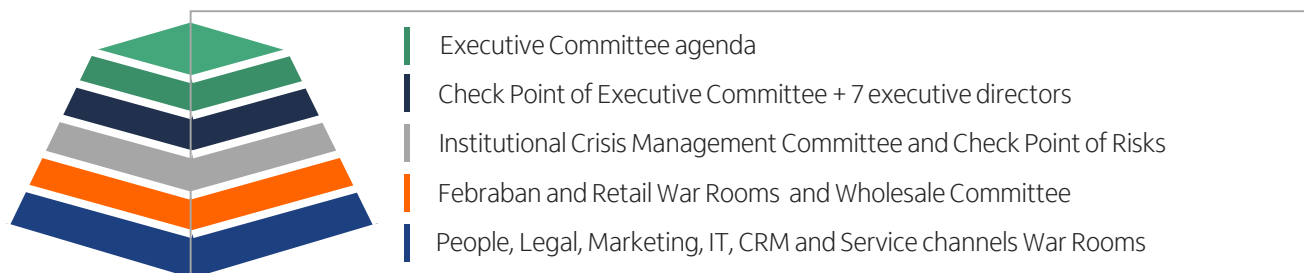 Executive Committee agenda
Check Point of Executive Committee + 7 executive directors
Institutional Crisis Management Committee and Check Point of Risks
Febraban and Retail War Rooms and Wholesale Committee
People, Legal, Marketing, IT, CRM and Service channels War Rooms